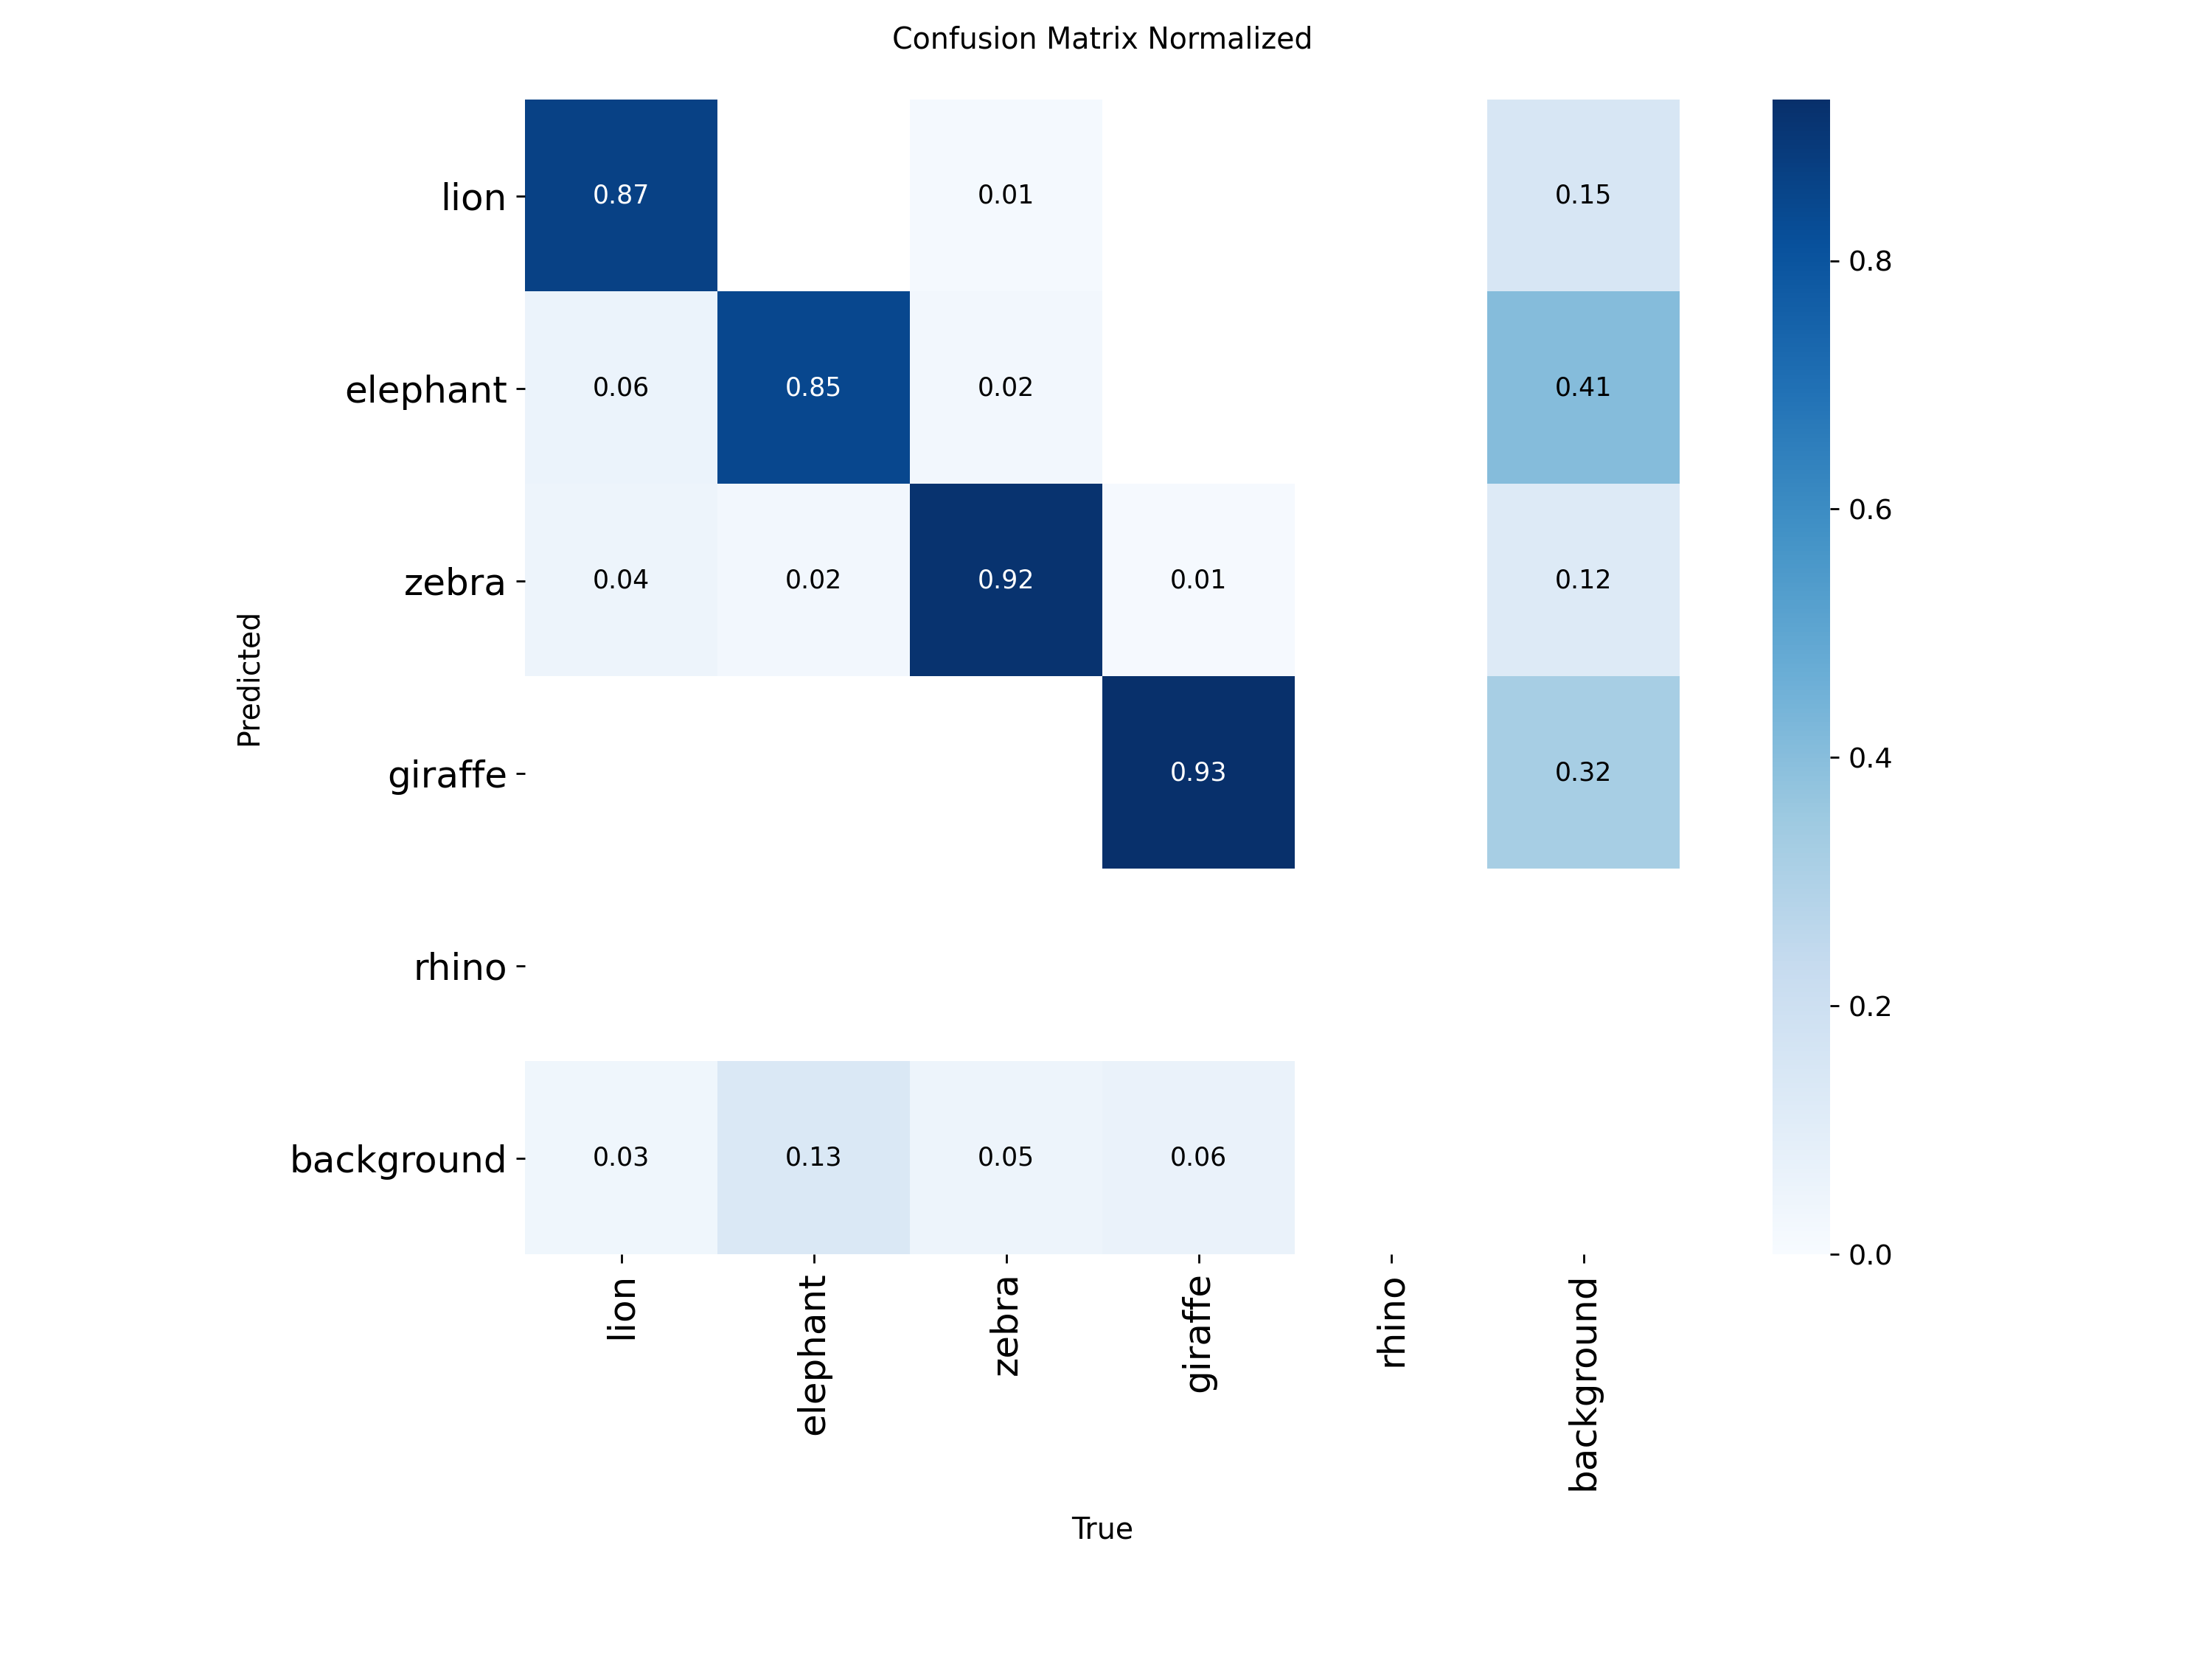 Confusion Matrix Normalized
lion
0.87
0.01
0.15
0.8
elephant
0.06
0.85
0.02
0.41
0.6
zebra
0.04
0.02
0.92
0.01
0.12
Predicted
0.4
giraffe
0.93
0.32
rhino
0.2
background
0.03
0.13
0.05
0.06
0.0
lion
elephant
zebra
giraffe
rhino
background
True